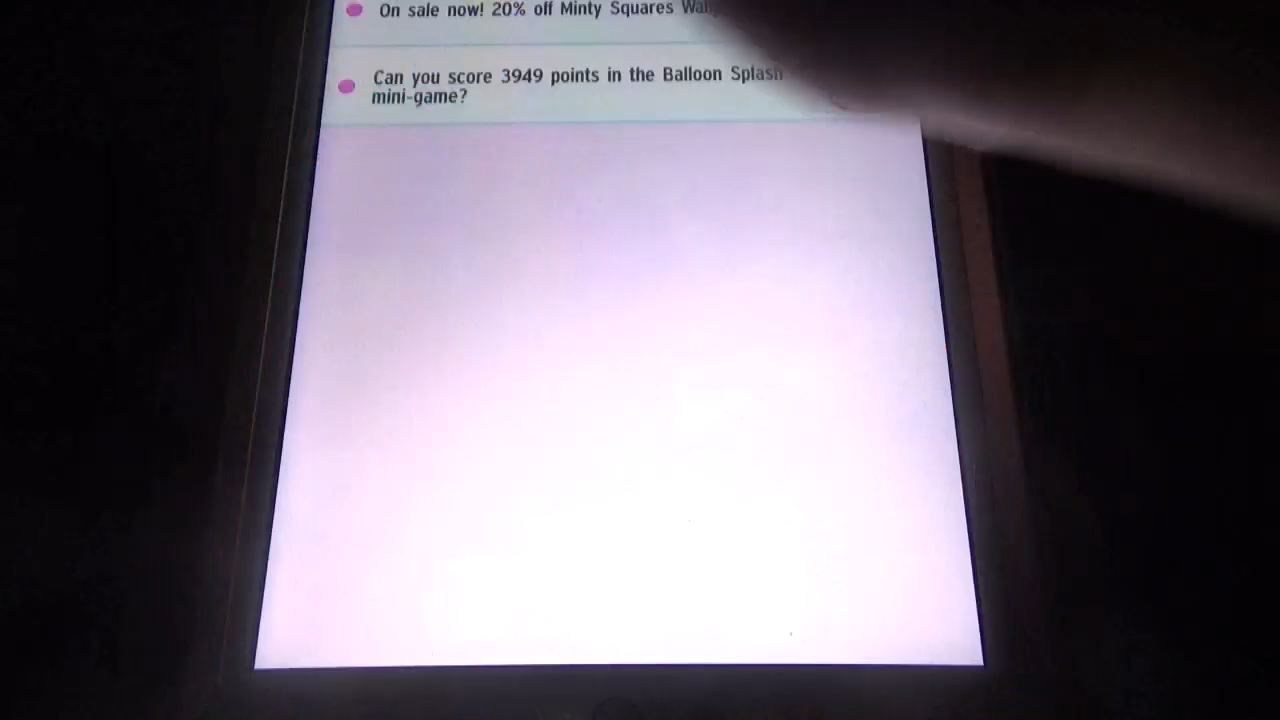 On sale now! 20% off Minty Squares
Can you score 3949 points in the Balloon Splash
mini-game?